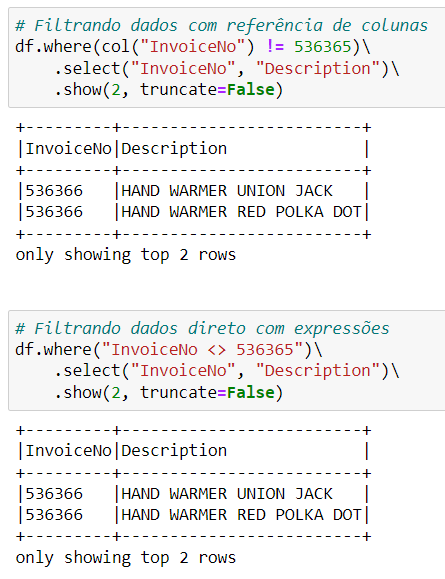 # Filtrando dados com referência de colunas
df.where(col("InvoiceNo") != 536365)\
    .select("InvoiceNo", "Description")\
    .show(2, truncate=False)
+---------+-------------------------+
|InvoiceNo|Description              |
+---------+-------------------------+
|536366   |HAND WARMER UNION JACK   |
|536366   |HAND WARMER RED POLKA DOT|
+---------+-------------------------+
only showing top 2 rows
# Filtrando dados direto com expressões
df.where("InvoiceNo <> 536365")\
    .select("InvoiceNo", "Description")\
    .show(2, truncate=False)
+---------+-------------------------+
|InvoiceNo|Description              |
+---------+-------------------------+
|536366   |HAND WARMER UNION JACK   |
|536366   |HAND WARMER RED POLKA DOT|
+---------+-------------------------+
only showing top 2 rows